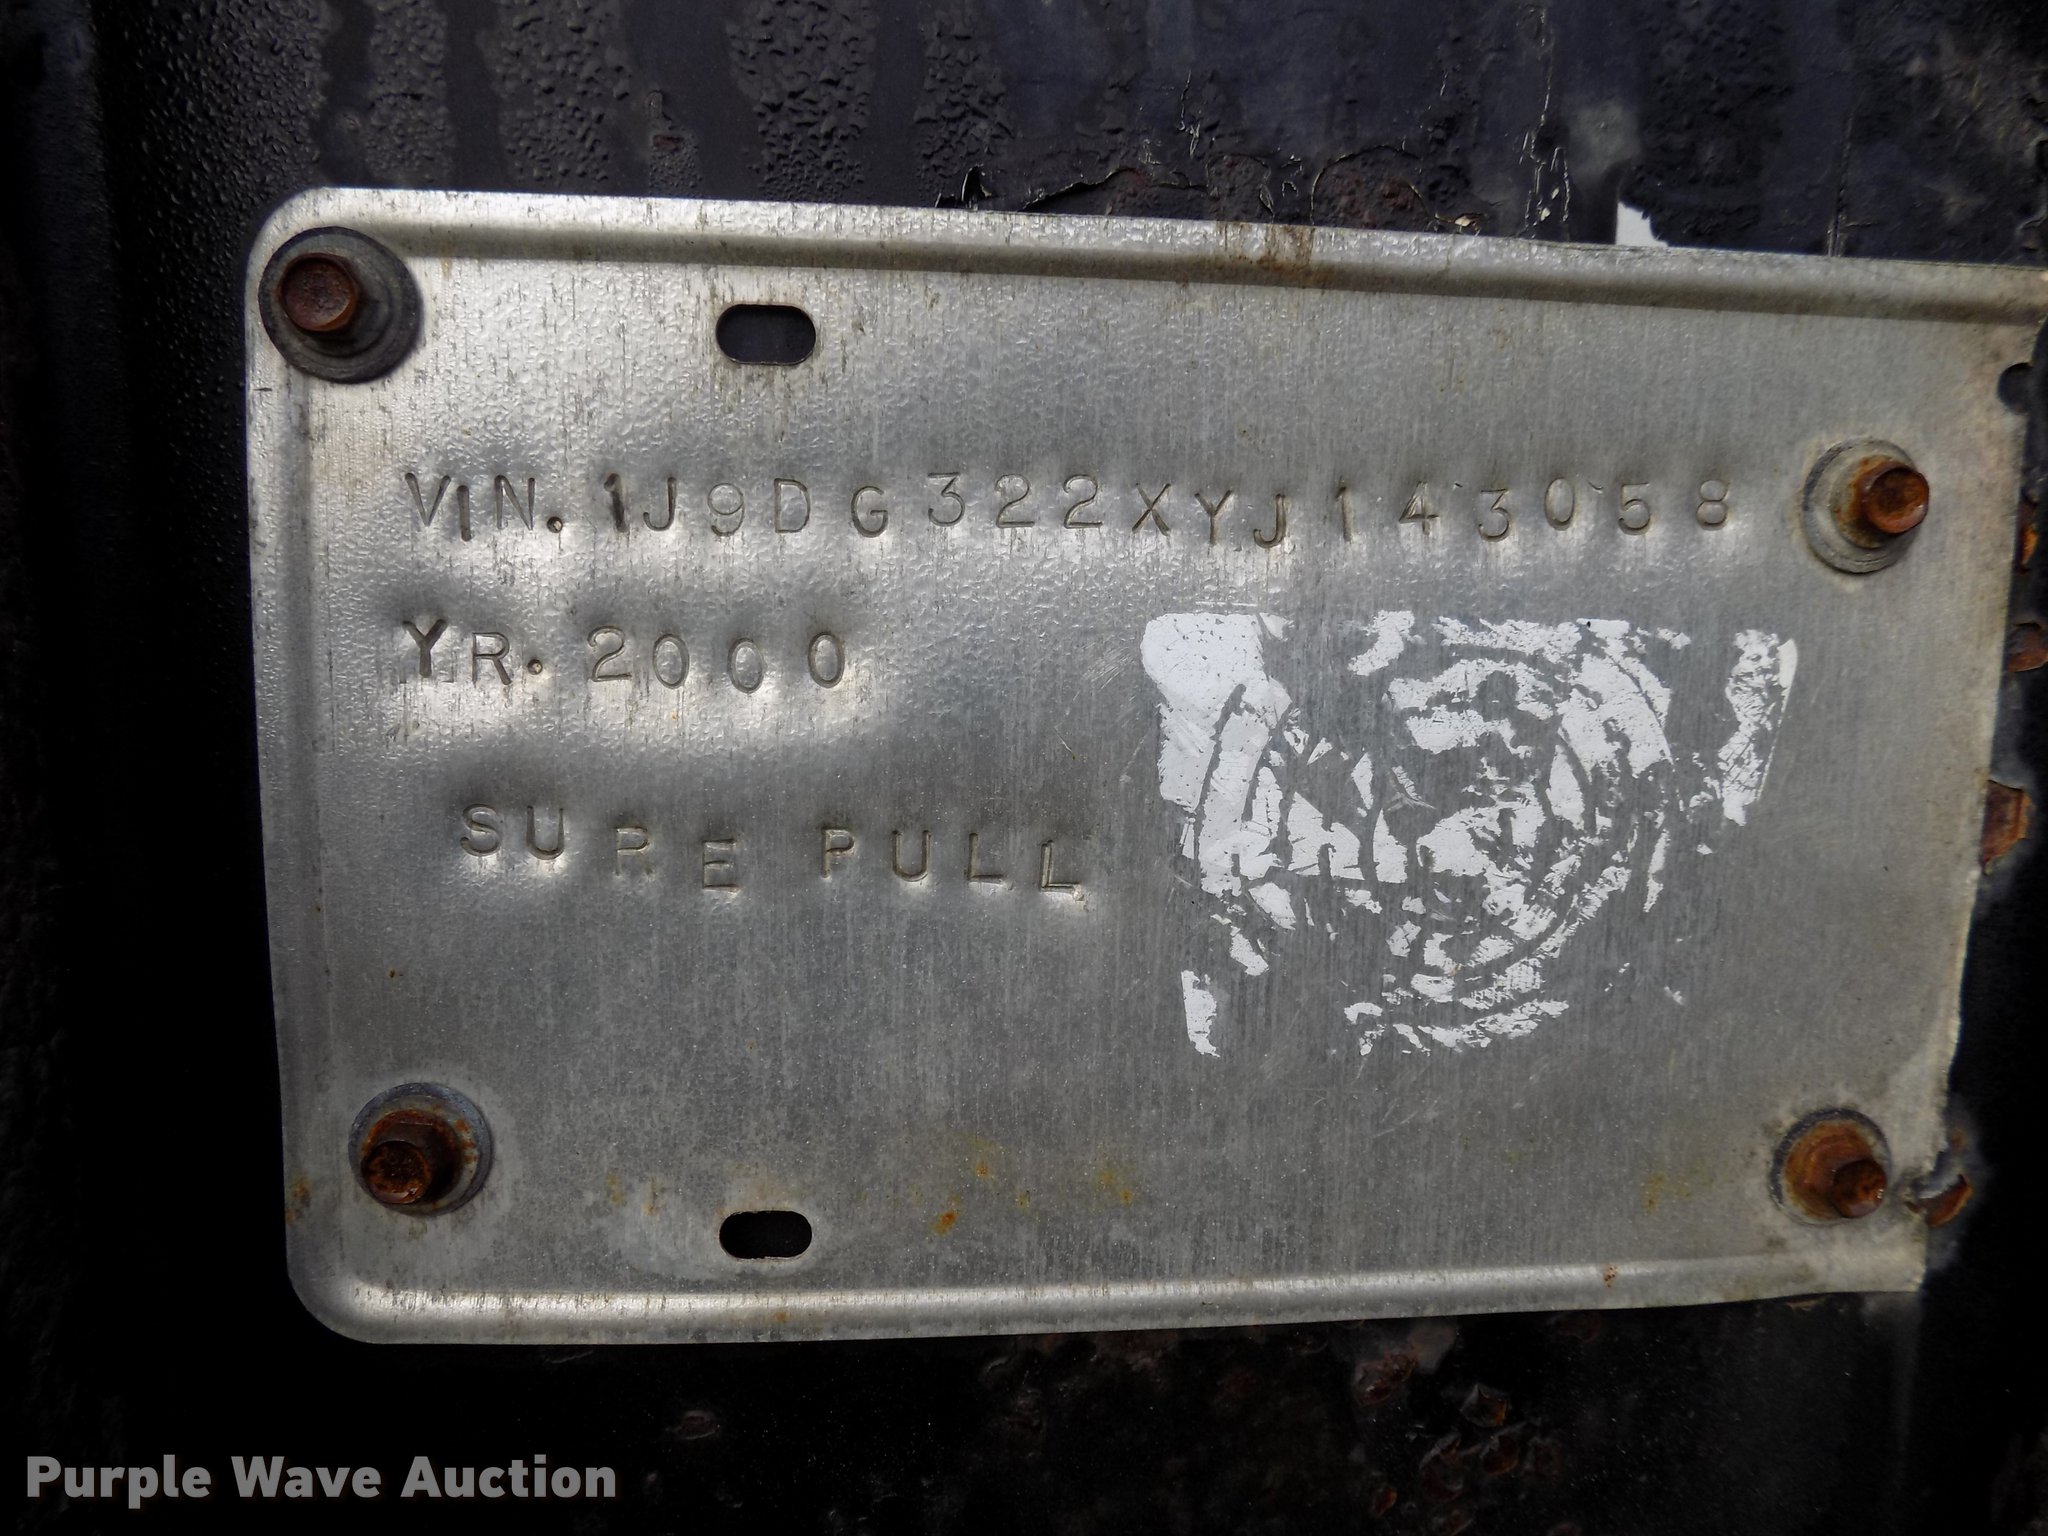 VIN. 1J9DG322XYJ143058
YR. 2000
SURE PULL
Purple Wave Auction